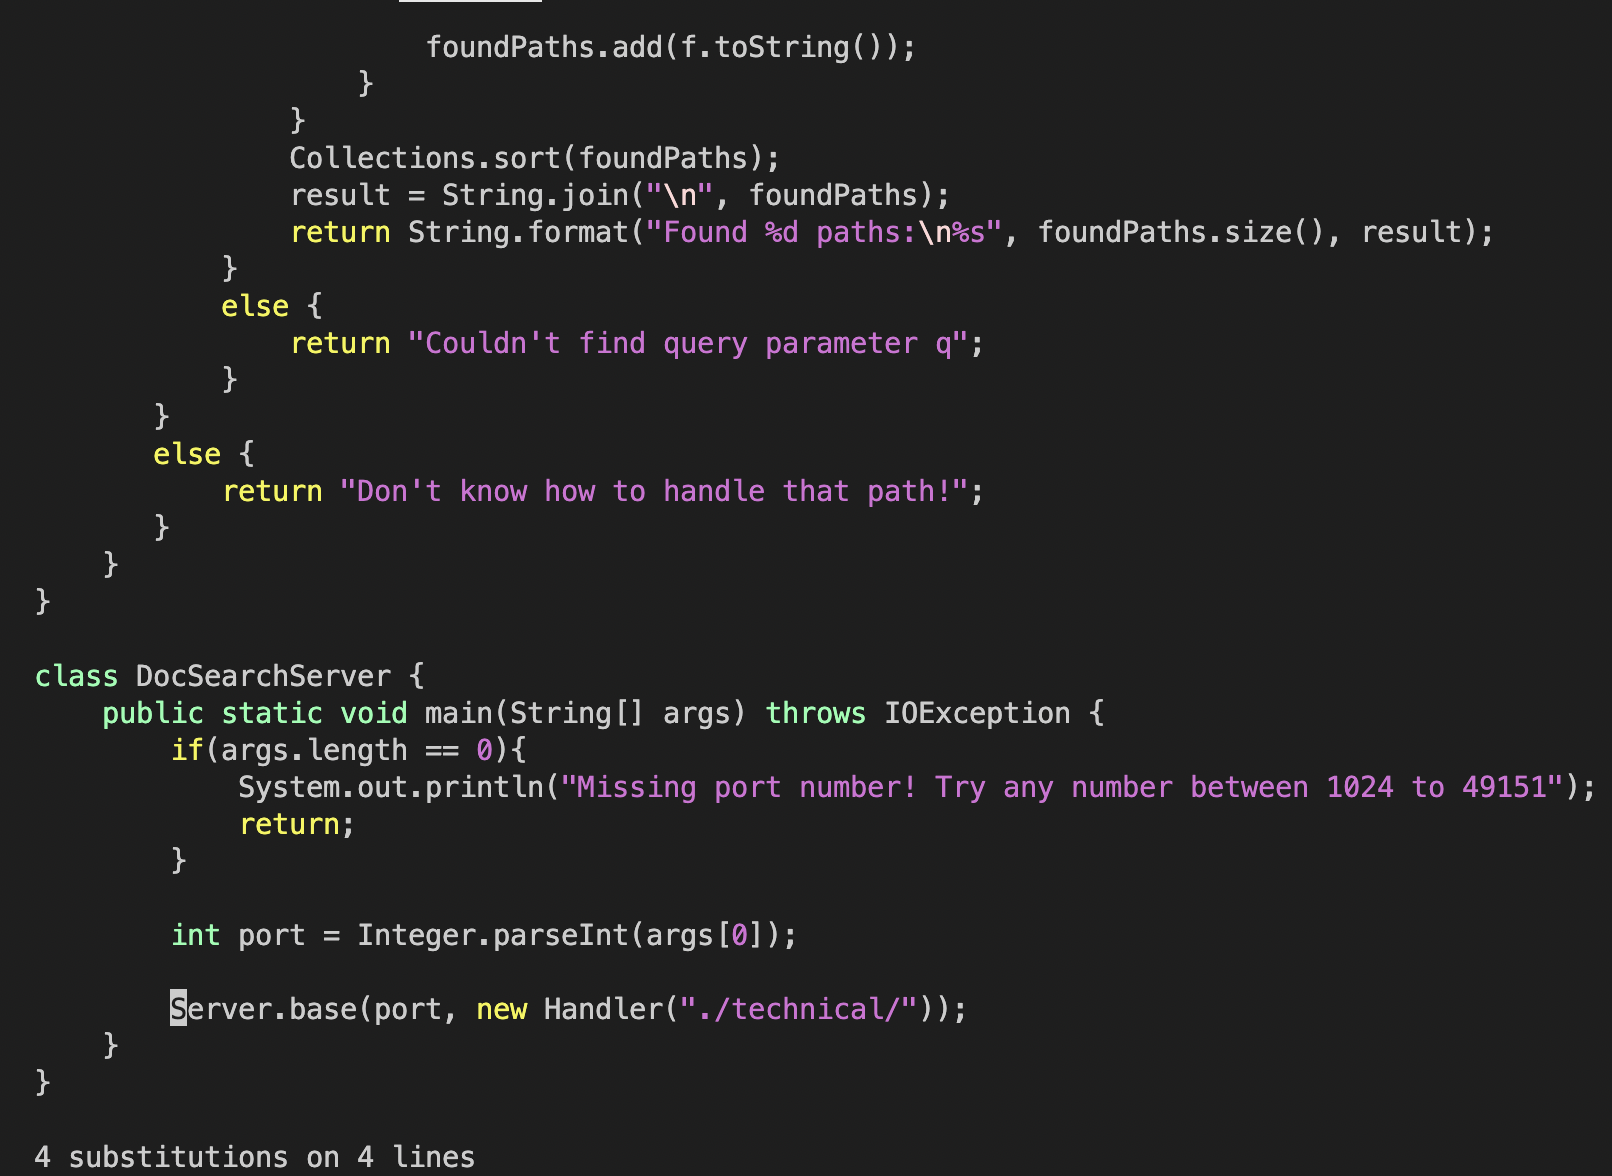 foundPaths.add(f.toString());
                   }
               }
               Collections.sort(foundPaths);
               result = String.join("\n", foundPaths);
               return String.format("Found %d paths:\n%s", foundPaths.size(), result);
           }
           else {
               return "Couldn't find query parameter q";
           }
       }
       else {
           return "Don't know how to handle that path!";
       }
    }
}

class DocSearchServer {
    public static void main(String[] args) throws IOException {
        if(args.length == 0){
            System.out.println("Missing port number! Try any number between 1024 to 49151");
            return;
        }

        int port = Integer.parseInt(args[0]);

        Server.base(port, new Handler("./technical/"));
    }
}

4 substitutions on 4 lines